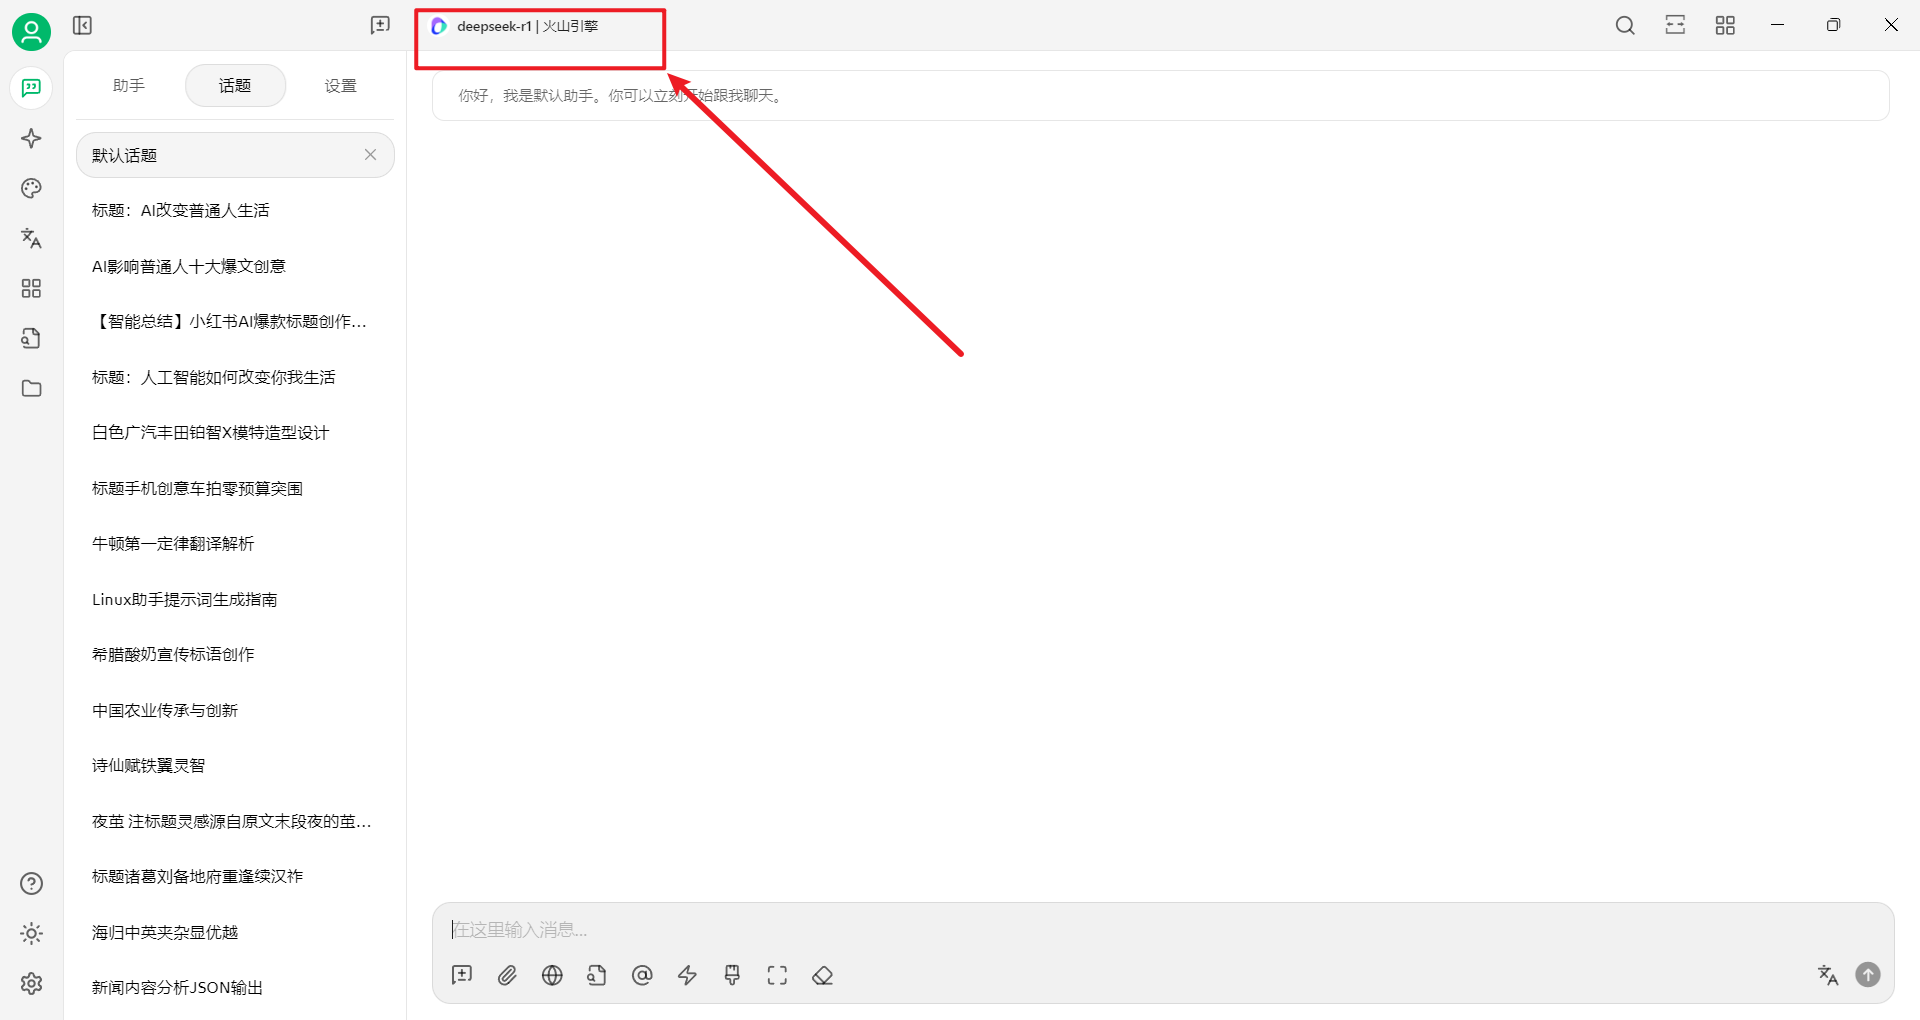 deepseek-r1 | 火山引擎
助手
话题
设置
默认话题
标题：AI改变普通人生活
AI影响普通人十大爆文创意
【智能总结】小红书AI爆款标题创作...
标题：人工智能如何改变你我生活
白色广汽丰田铂智X模特造型设计
标题手机创意车拍零预算突围
牛顿第一定律翻译解析
Linux助手提示词生成指南
希腊酸奶宣传标语创作
中国农业传承与创新
诗仙赋铁翼灵智
夜茧 注标题灵感源自原文末段夜的茧...
标题诸葛刘备地府重逢续汉祚
海归中英夹杂显优越
新闻内容分析JSON输出
你好，我是默认助手。你可以立刻开始跟我聊天。
在这里输入消息...